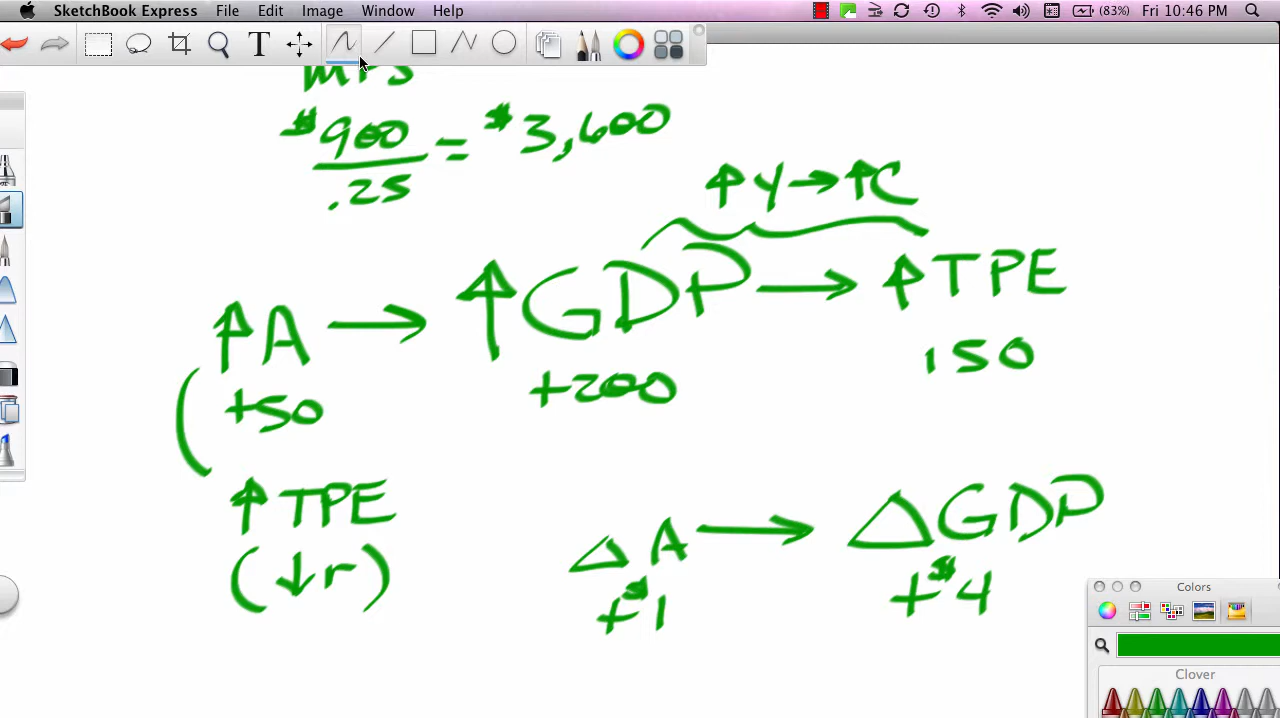 SketchBook Express File Edit Image Window Help (83%) Fri 10:46 PM
T
MPS
$900 = $3,600
.25
↑Y→↑C
↑A → ↑GDP → ↑TPE
+50 +200 150
↑TPE
(↓r)
ΔA → ΔGDP
+$1 +$4
Colors
Clover